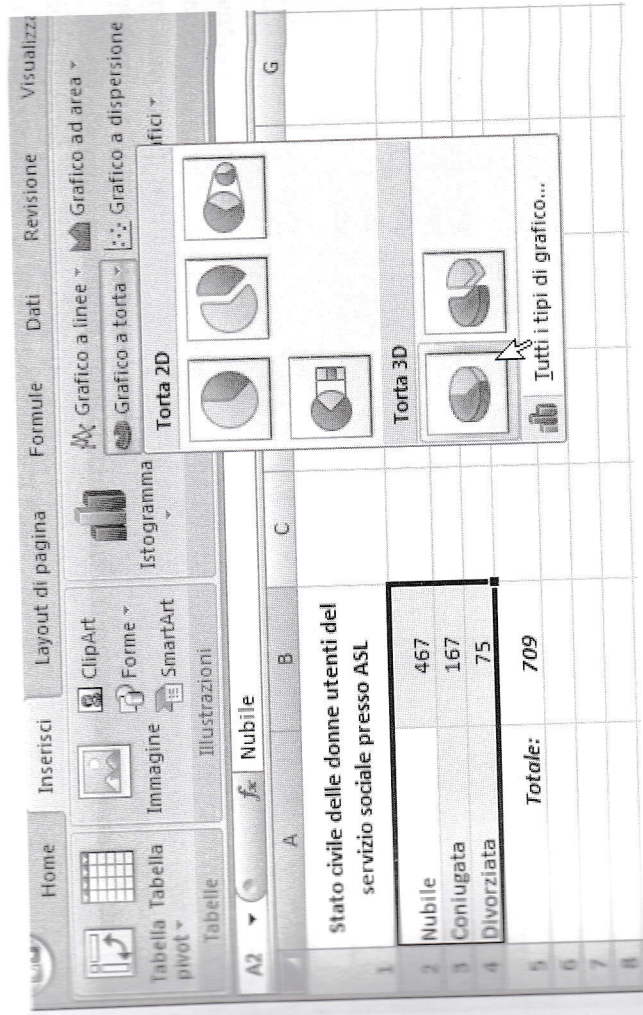 Home Inserisci Layout di pagina Formule Dati Revisione Visualizza
Tabella pivot
Tabella
Tabelle
Immagine
ClipArt
Forme
SmartArt
Illustrazioni
Istogramma
Grafico a linee
Grafico a torta
Grafico ad area
Grafico a dispersione
fici
Torta 2D
Torta 3D
Tutti i tipi di grafico...
A2 fx Nubile
A B C G
1 Stato civile delle donne utenti del
servizio sociale presso ASL
2 Nubile 467
3 Coniugata 167
4 Divorziata 75
5 Totale: 709
6
7
8